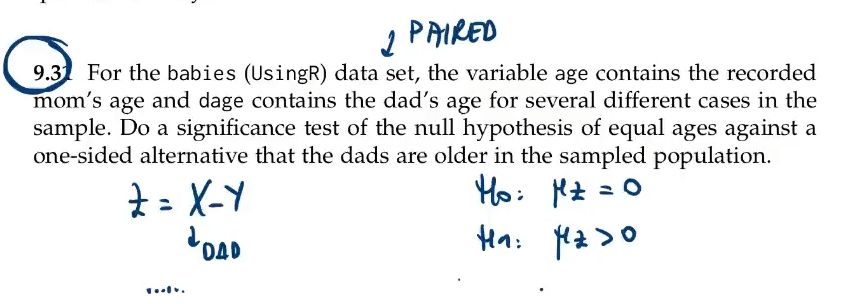 ↓ PAIRED
9.31 For the babies (UsingR) data set, the variable age contains the recorded
mom's age and dage contains the dad's age for several different cases in the
sample. Do a significance test of the null hypothesis of equal ages against a
one-sided alternative that the dads are older in the sampled population.
Z = X-Y
↓ DAD
H0: μz = 0
H1: μz > 0